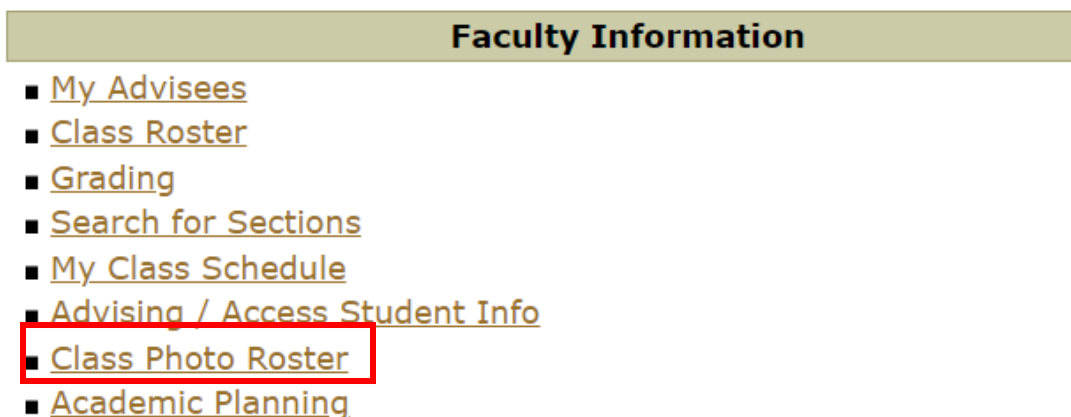 Faculty Information
My Advisees
Class Roster
Grading
Search for Sections
My Class Schedule
Advising / Access Student Info
Class Photo Roster
Academic Planning